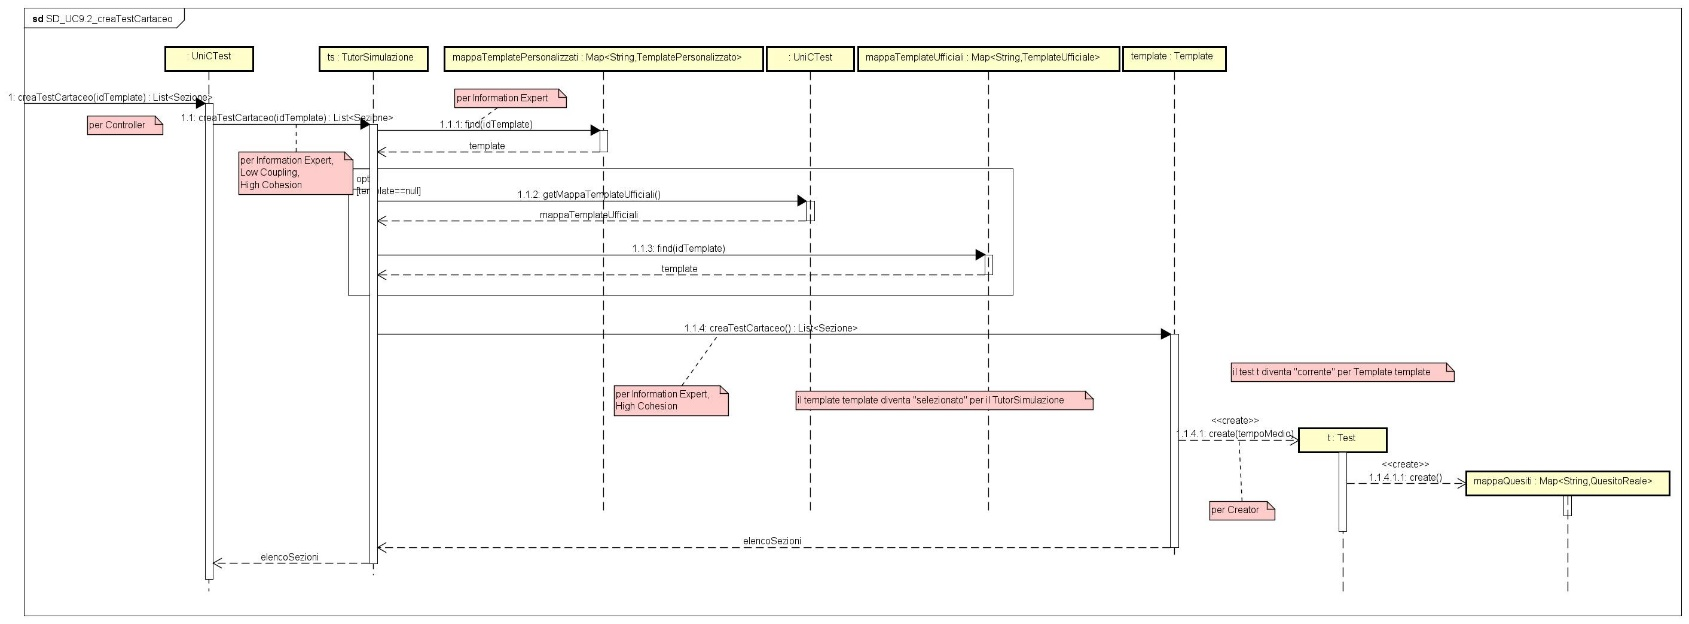 sd SD_UC9.2_creaTestCartaceo
: UniCTest
ts : TutorSimulazione
mappaTemplatePersonalizzati : Map<String,TemplatePersonalizzato>
: UniCTest
mappaTemplateUfficiali : Map<String,TemplateUfficiale>
template : Template
1: creaTestCartaceo(idTemplate) : List<Sezione>
per Controller
1.1: creaTestCartaceo(idTemplate) : List<Sezione>
per Information Expert
1.1.1: find(idTemplate)
template
per Information Expert,
Low Coupling,
High Cohesion
opt
[template==null]
1.1.2: getMappaTemplateUfficiali()
mappaTemplateUfficiali
1.1.3: find(idTemplate)
template
1.1.4: creaTestCartaceo() : List<Sezione>
per Information Expert,
High Cohesion
il template template diventa "selezionato" per il TutorSimulazione
il test t diventa "corrente" per Template template
<<create>>
1.1.4.1: create(tempoMedio)
t : Test
<<create>>
1.1.4.1.1: create()
mappaQuesiti : Map<String,QuesitoReale>
per Creator
elencoSezioni
elencoSezioni